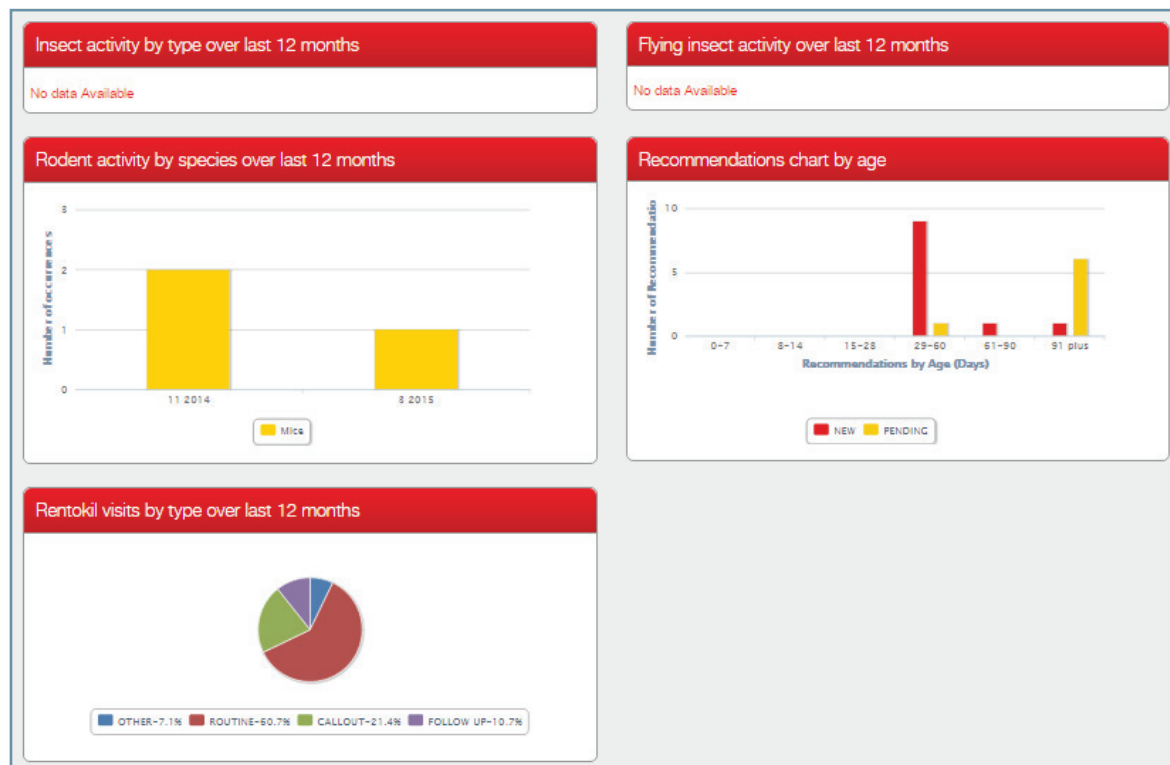 Insect activity by type over last 12 months
No data Available
Flying insect activity over last 12 months
No data Available
Rodent activity by species over last 12 months
Number of occurrences
3
2
1
0
11 2014
8 2015
Mice
Recommendations chart by age
Number of Recommendatio
10
5
0
0-7
8-14
15-28
29-60
61-90
91 plus
Recommendations by Age (Days)
NEW
PENDING
Rentokil visits by type over last 12 months
OTHER-7.1%
ROUTINE-60.7%
CALLOUT-21.4%
FOLLOW UP-10.7%